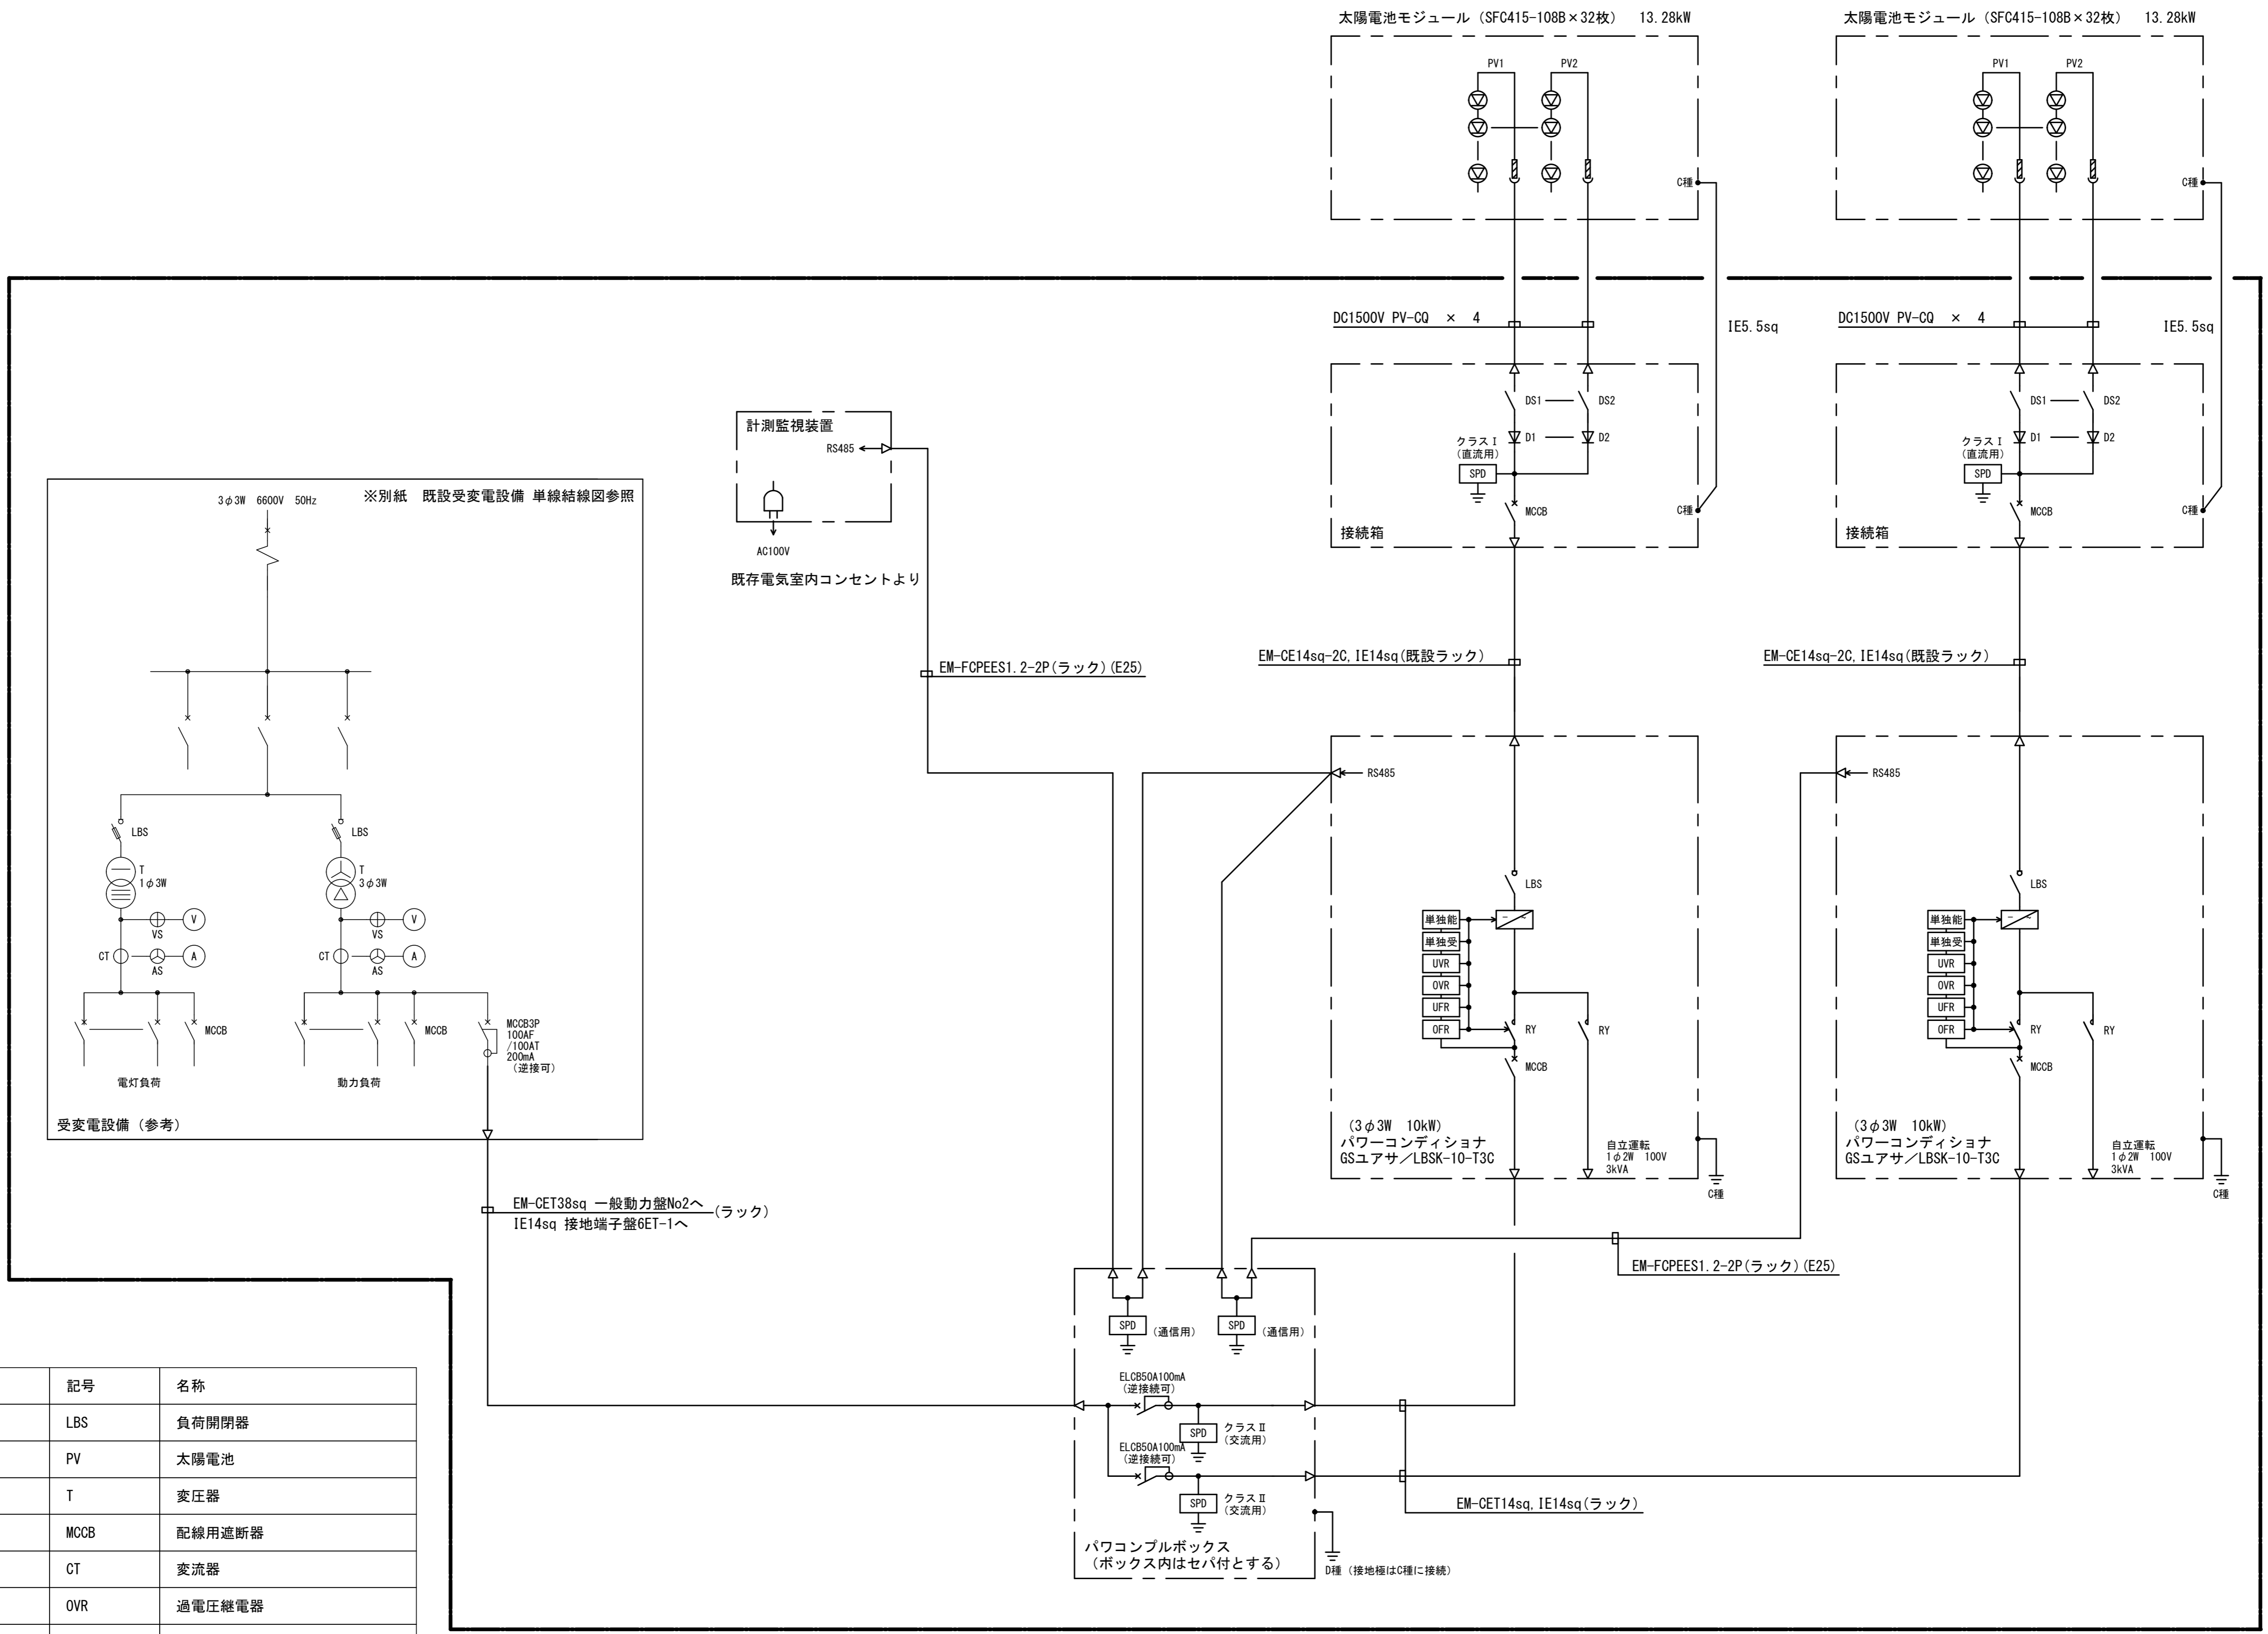 太陽電池モジュール（SFC415-108B×32枚） 13.28kW
太陽電池モジュール（SFC415-108B×32枚） 13.28kW
PV1
PV2
PV1
PV2
C種
C種
DC1500V PV-CQ × 4
IE5.5sq
DC1500V PV-CQ × 4
IE5.5sq
DS1
DS2
D1
D2
クラスⅠ
（直流用）
SPD
MCCB
C種
接続箱
DS1
DS2
D1
D2
クラスⅠ
（直流用）
SPD
MCCB
C種
接続箱
計測監視装置
RS485
AC100V
既存電気室内コンセントより
3φ3W 6600V 50Hz
※別紙 既設受変電設備 単線結線図参照
EM-FCPEES1.2-2P(ラック)(E25)
EM-CE14sq-2C,IE14sq(既設ラック)
EM-CE14sq-2C,IE14sq(既設ラック)
LBS
LBS
T
1φ3W
T
3φ3W
V
VS
V
VS
CT
A
AS
CT
A
AS
MCCB
MCCB
MCCB3P
100AF
/100AT
200mA
（逆接可）
電灯負荷
動力負荷
受変電設備（参考）
RS485
LBS
単独能
単独受
UVR
OVR
UFR
OFR
RY
RY
MCCB
（3φ3W 10kW）
パワーコンディショナ
GSユアサ／LBSK-10-T3C
自立運転
1φ2W 100V
3kVA
C種
RS485
LBS
単独能
単独受
UVR
OVR
UFR
OFR
RY
RY
MCCB
（3φ3W 10kW）
パワーコンディショナ
GSユアサ／LBSK-10-T3C
自立運転
1φ2W 100V
3kVA
C種
EM-CET38sq 一般動力盤No2へ
(ラック)
IE14sq 接地端子盤6ET-1へ
EM-FCPEES1.2-2P(ラック)(E25)
SPD
（通信用）
SPD
（通信用）
ELCB50A100mA
（逆接続可）
SPD
クラスⅡ
（交流用）
ELCB50A100mA
（逆接続可）
SPD
クラスⅡ
（交流用）
EM-CET14sq,IE14sq(ラック)
パワコンプルボックス
（ボックス内はセパ付とする）
D種（接地極はC種に接続）
記号 名称
LBS 負荷開閉器
PV 太陽電池
T 変圧器
MCCB 配線用遮断器
CT 変流器
OVR 過電圧継電器